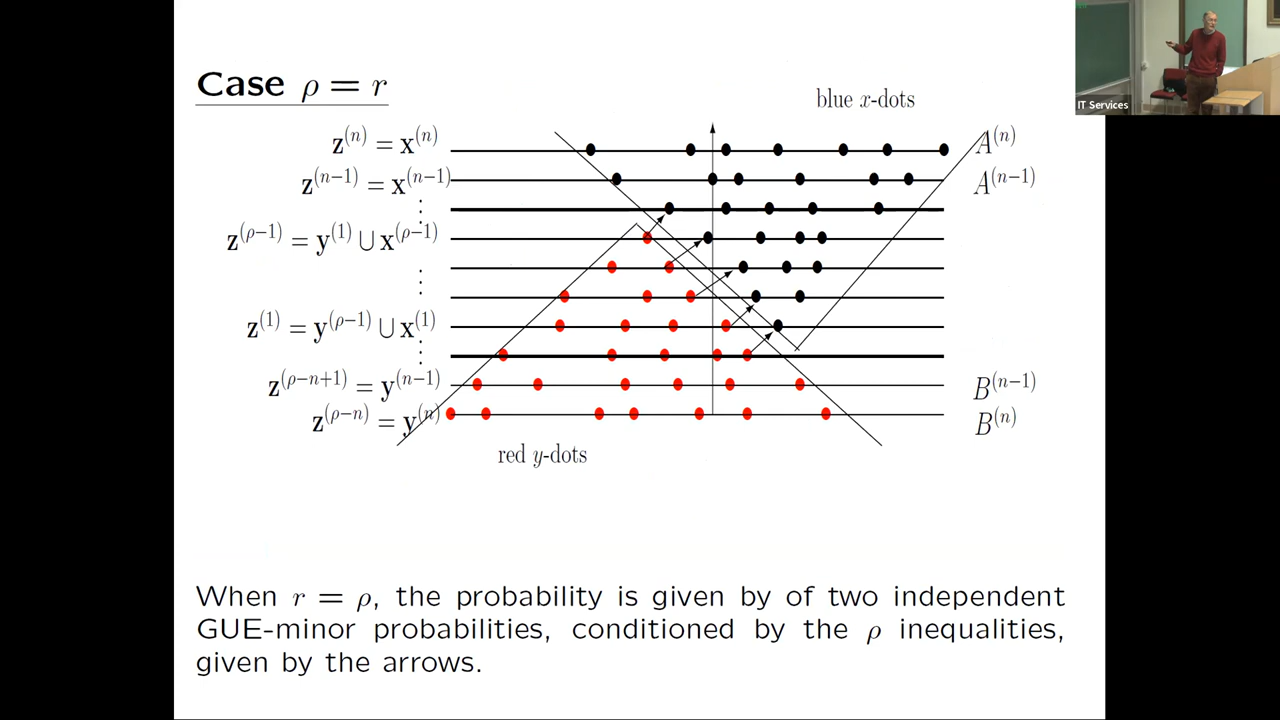 Case ρ = r
blue x-dots
z^(n) = x^(n)
A^(n)
z^(n−1) = x^(n−1)
A^(n−1)
⋮
z^(ρ−1) = y^(1) ∪ x^(ρ−1)
⋮
z^(1) = y^(ρ−1) ∪ x^(1)
⋮
z^(ρ−n+1) = y^(n−1)
B^(n−1)
z^(ρ−n) = y^(n)
B^(n)
red y-dots
When r = ρ, the probability is given by of two independent
GUE-minor probabilities, conditioned by the ρ inequalities,
given by the arrows.
IT Services